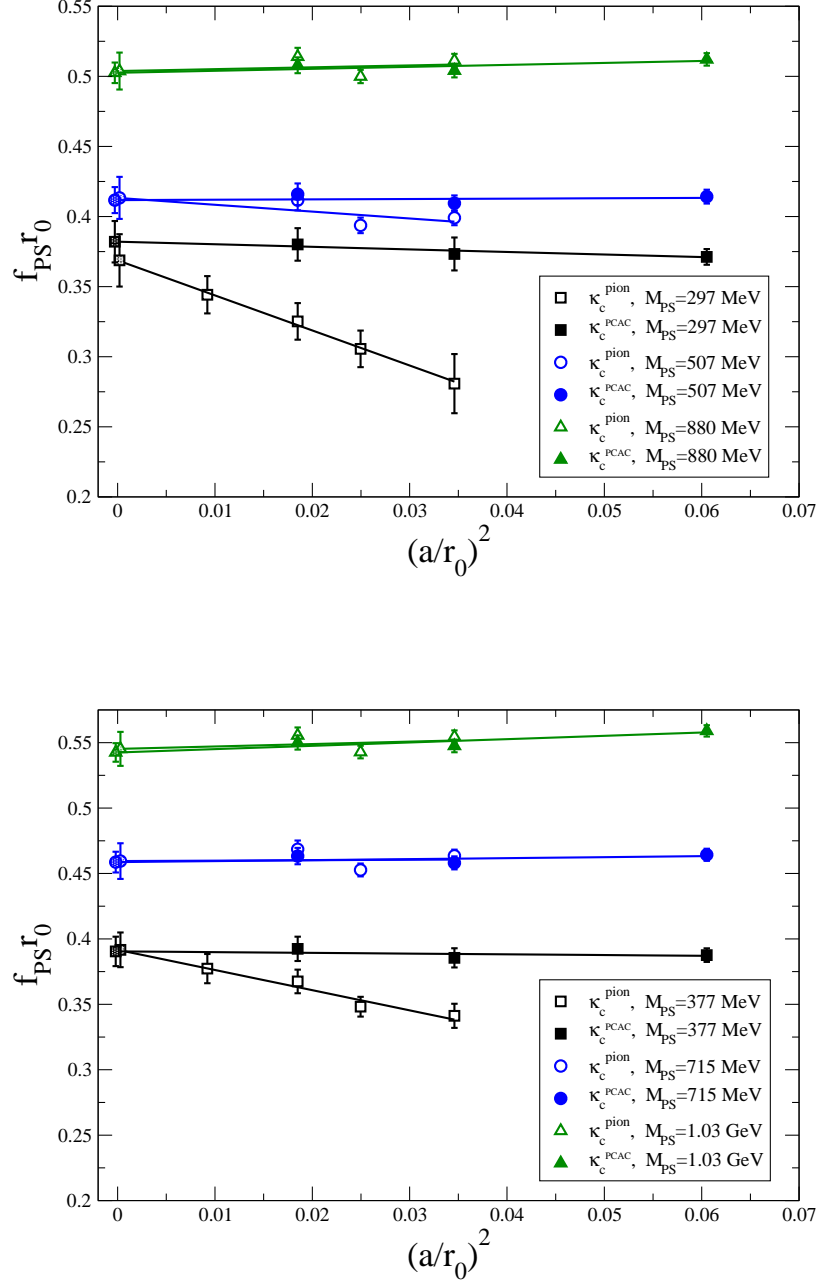 0.55
0.5
0.45
0.4
0.35
0.3
0.25
0.2
f_PS r_0
κ_c^pion, M_PS=297 MeV
κ_c^PCAC, M_PS=297 MeV
κ_c^pion, M_PS=507 MeV
κ_c^PCAC, M_PS=507 MeV
κ_c^pion, M_PS=880 MeV
κ_c^PCAC, M_PS=880 MeV
0 0.01 0.02 0.03 0.04 0.05 0.06 0.07
(a/r_0)^2
0.55
0.5
0.45
0.4
0.35
0.3
0.25
0.2
f_PS r_0
κ_c^pion, M_PS=377 MeV
κ_c^PCAC, M_PS=377 MeV
κ_c^pion, M_PS=715 MeV
κ_c^PCAC, M_PS=715 MeV
κ_c^pion, M_PS=1.03 GeV
κ_c^PCAC, M_PS=1.03 GeV
0 0.01 0.02 0.03 0.04 0.05 0.06 0.07
(a/r_0)^2